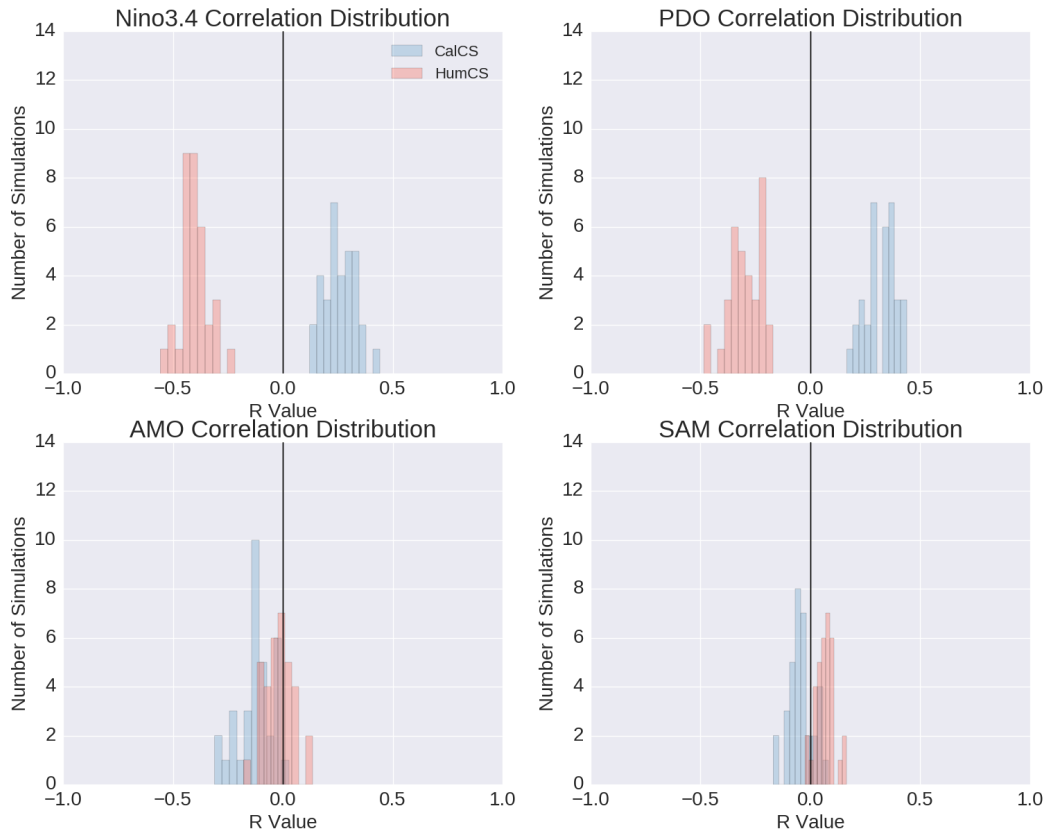 Nino3.4 Correlation Distribution
14
12
10
8
6
4
2
0
Number of Simulations
CalCS
HumCS
−1.0 −0.5 0.0 0.5 1.0
R Value
PDO Correlation Distribution
14
12
10
8
6
4
2
0
Number of Simulations
−1.0 −0.5 0.0 0.5 1.0
R Value
AMO Correlation Distribution
14
12
10
8
6
4
2
0
Number of Simulations
−1.0 −0.5 0.0 0.5 1.0
R Value
SAM Correlation Distribution
14
12
10
8
6
4
2
0
Number of Simulations
−1.0 −0.5 0.0 0.5 1.0
R Value